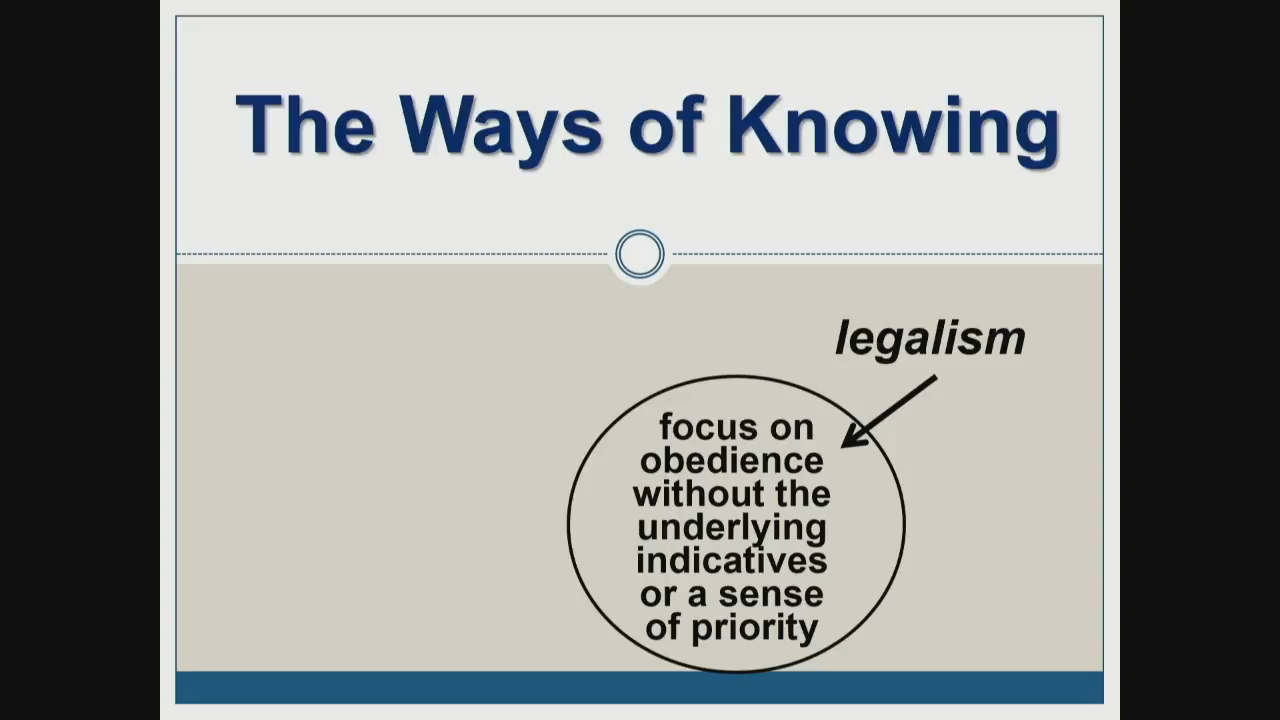 The Ways of Knowing
legalism
focus on
obedience
without the
underlying
indicatives
or a sense
of priority